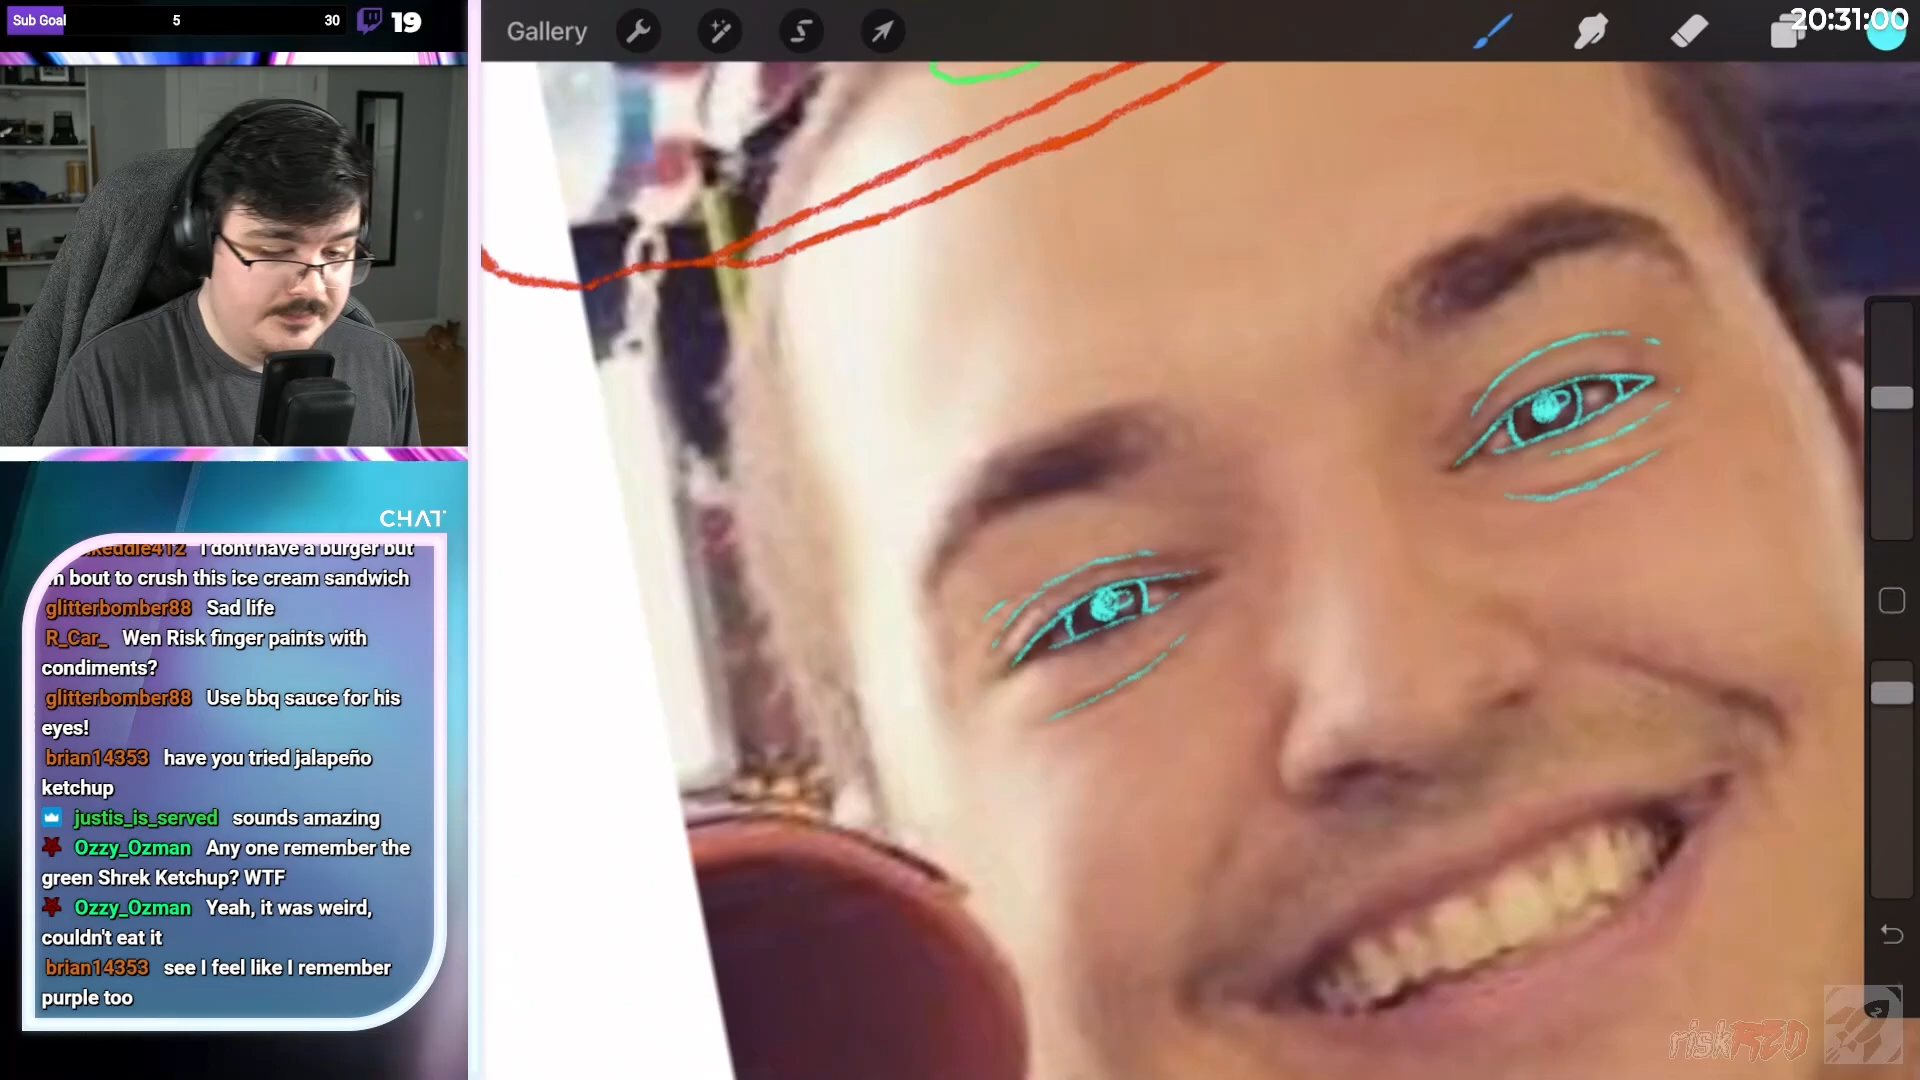 Sub Goal 5 30 19
Gallery
20:31:00
CHAT
I dont have a burger but
bout to crush this ice cream sandwich
glitterbomber88 Sad life
R_Car_ Wen Risk finger paints with
condiments?
glitterbomber88 Use bbq sauce for his
eyes!
brian14353 have you tried jalapeño
ketchup
justis_is_served sounds amazing
Ozzy_Ozman Any one remember the
green Shrek Ketchup? WTF
Ozzy_Ozman Yeah, it was weird,
couldn't eat it
brian14353 see I feel like I remember
purple too
riskRED